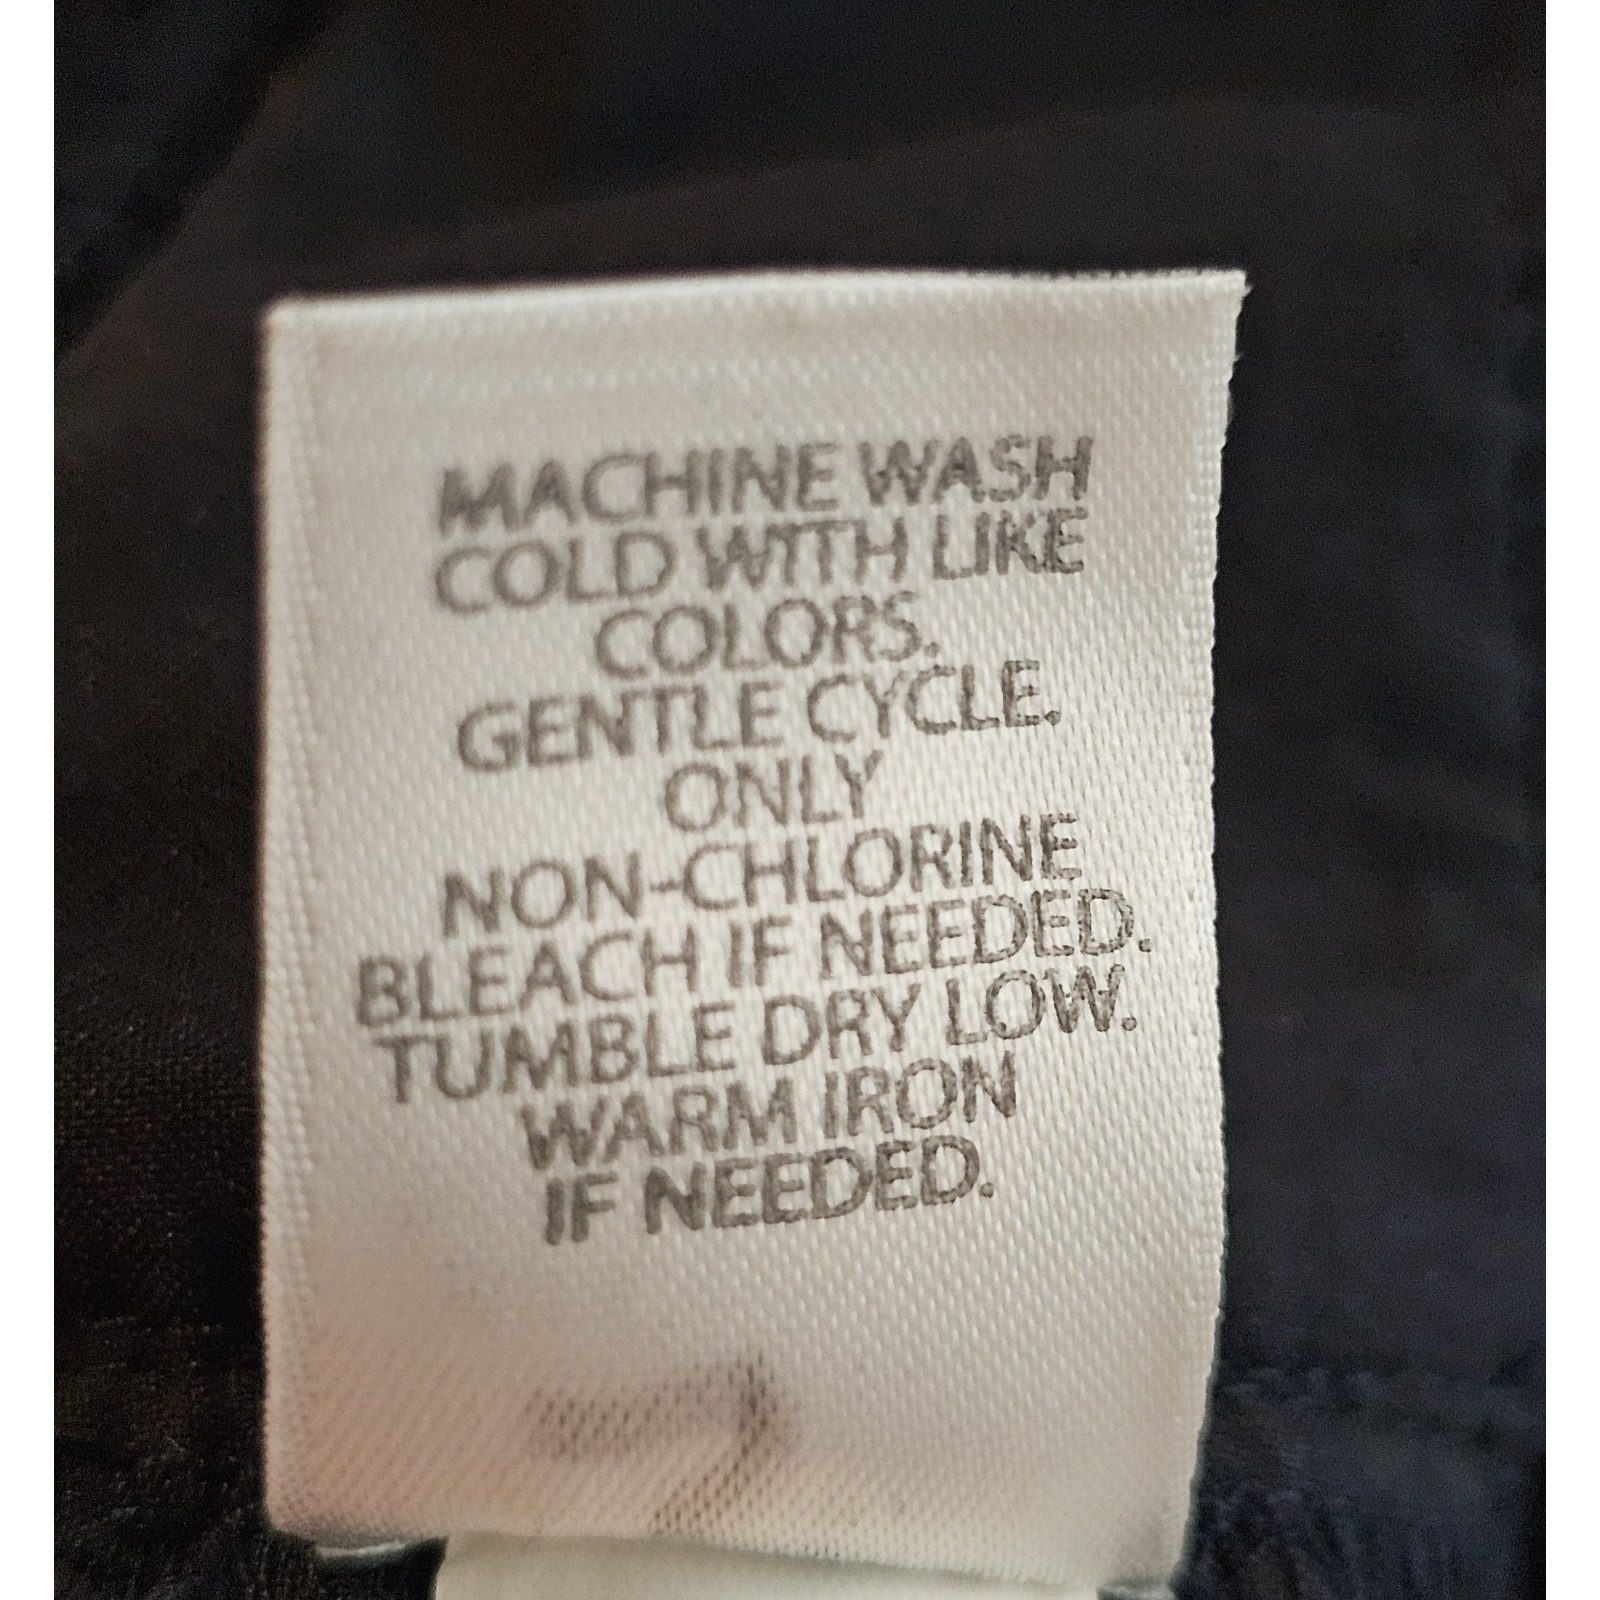 MACHINE WASH
COLD WITH LIKE
COLORS.
GENTLE CYCLE.
ONLY
NON-CHLORINE
BLEACH IF NEEDED.
TUMBLE DRY LOW.
WARM IRON
IF NEEDED.